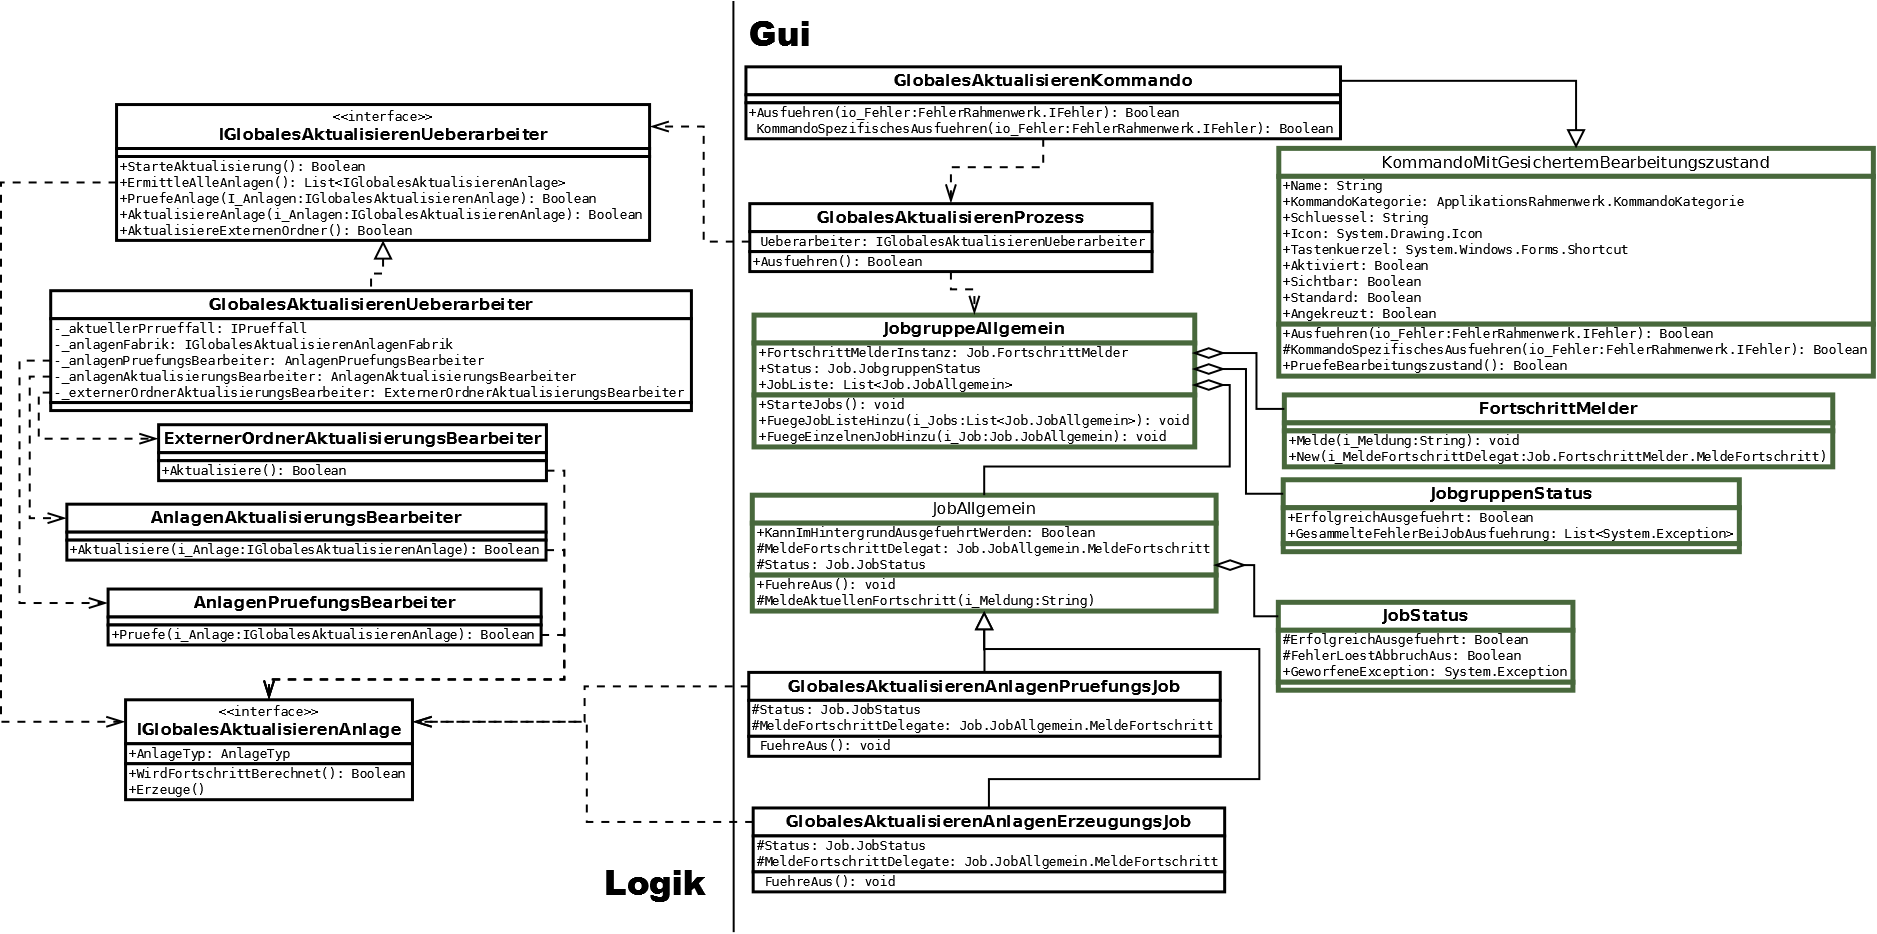 Gui
GlobalesAktualisierenKommando
+Ausfuehren(io_Fehler:FehlerRahmenwerk.IFehler): Boolean
KommandoSpezifischesAusfuehren(io_Fehler:FehlerRahmenwerk.IFehler): Boolean
<<interface>>
IGlobalesAktualisierenUeberarbeiter
+StarteAktualisierung(): Boolean
+ErmittleAlleAnlagen(): List<IGlobalesAktualisierenAnlage>
+PruefeAnlage(I_Anlagen:IGlobalesAktualisierenAnlage): Boolean
+AktualisiereAnlage(i_Anlagen:IGlobalesAktualisierenAnlage): Boolean
+AktualisiereExternenOrdner(): Boolean
KommandoMitGesichertemBearbeitungszustand
+Name: String
+KommandoKategorie: ApplikationsRahmenwerk.KommandoKategorie
+Schluessel: String
+Icon: System.Drawing.Icon
+Tastenkuerzel: System.Windows.Forms.Shortcut
+Aktiviert: Boolean
+Sichtbar: Boolean
+Standard: Boolean
+Angekreuzt: Boolean
+Ausfuehren(io_Fehler:FehlerRahmenwerk.IFehler): Boolean
#KommandoSpezifischesAusfuehren(io_Fehler:FehlerRahmenwerk.IFehler): Boolean
+PruefeBearbeitungszustand(): Boolean
GlobalesAktualisierenProzess
Ueberarbeiter: IGlobalesAktualisierenUeberarbeiter
+Ausfuehren(): Boolean
GlobalesAktualisierenUeberarbeiter
-_aktuellerPrrueffall: IPrueffall
-_anlagenFabrik: IGlobalesAktualisierenAnlagenFabrik
-_anlagenPruefungsBearbeiter: AnlagenPruefungsBearbeiter
-_anlagenAktualisierungsBearbeiter: AnlagenAktualisierungsBearbeiter
-_externerOrdnerAktualisierungsBearbeiter: ExternerOrdnerAktualisierungsBearbeiter
JobgruppeAllgemein
+FortschrittMelderInstanz: Job.FortschrittMelder
+Status: Job.JobgruppenStatus
+JobListe: List<Job.JobAllgemein>
+StarteJobs(): void
+FuegeJobListeHinzu(i_Jobs:List<Job.JobAllgemein>): void
+FuegeEinzelnenJobHinzu(i_Job:Job.JobAllgemein): void
FortschrittMelder
+Melde(i_Meldung:String): void
+New(i_MeldeFortschrittDelegat:Job.FortschrittMelder.MeldeFortschritt)
ExternerOrdnerAktualisierungsBearbeiter
+Aktualisiere(): Boolean
JobgruppenStatus
+ErfolgreichAusgefuehrt: Boolean
+GesammelteFehlerBeiJobAusfuehrung: List<System.Exception>
AnlagenAktualisierungsBearbeiter
+Aktualisiere(i_Anlage:IGlobalesAktualisierenAnlage): Boolean
JobAllgemein
+KannImHintergrundAusgefuehrtWerden: Boolean
#MeldeFortschrittDelegat: Job.JobAllgemein.MeldeFortschritt
#Status: Job.JobStatus
+FuehreAus(): void
#MeldeAktuellenFortschritt(i_Meldung:String)
AnlagenPruefungsBearbeiter
+Pruefe(i_Anlage:IGlobalesAktualisierenAnlage): Boolean
JobStatus
#ErfolgreichAusgefuehrt: Boolean
#FehlerLoestAbbruchAus: Boolean
+GeworfeneException: System.Exception
<<interface>>
IGlobalesAktualisierenAnlage
+AnlageTyp: AnlageTyp
+WirdFortschrittBerechnet(): Boolean
+Erzeuge()
GlobalesAktualisierenAnlagenPruefungsJob
#Status: Job.JobStatus
#MeldeFortschrittDelegate: Job.JobAllgemein.MeldeFortschritt
FuehreAus(): void
GlobalesAktualisierenAnlagenErzeugungsJob
#Status: Job.JobStatus
#MeldeFortschrittDelegate: Job.JobAllgemein.MeldeFortschritt
FuehreAus(): void
Logik